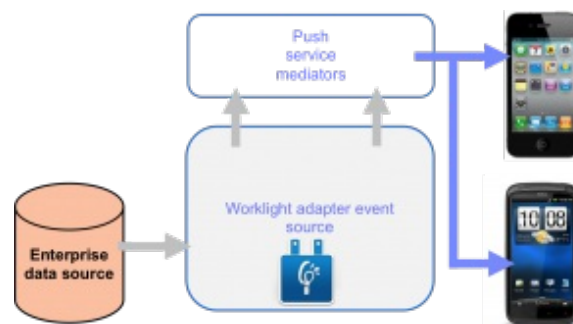 Push
service
mediators
Worklight adapter event
source
Enterprise
data source
10 08